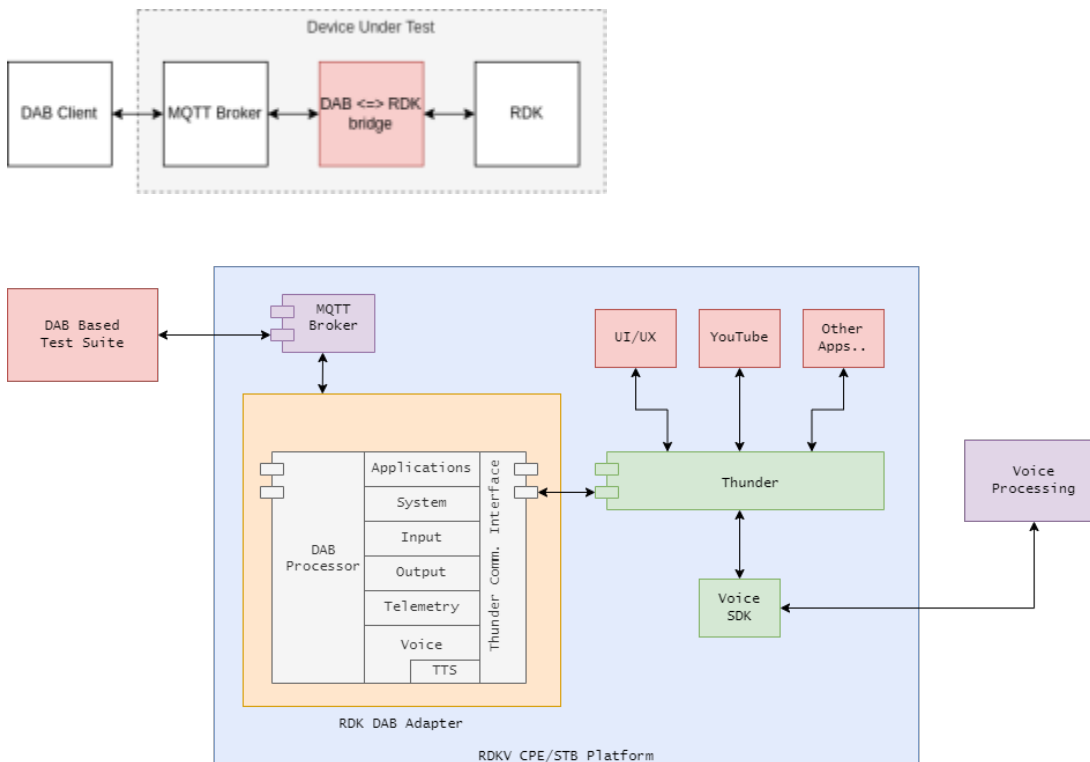 Device Under Test
DAB Client
MQTT Broker
DAB <=> RDK
bridge
RDK
DAB Based
Test Suite
MQTT
Broker
UI/UX
YouTube
Other
Apps..
Applications
System
Input
Output
Telemetry
Voice
TTS
DAB
Processor
Thunder Comm. Interface
Thunder
Voice
Processing
Voice
SDK
RDK DAB Adapter
RDKV CPE/STB Platform